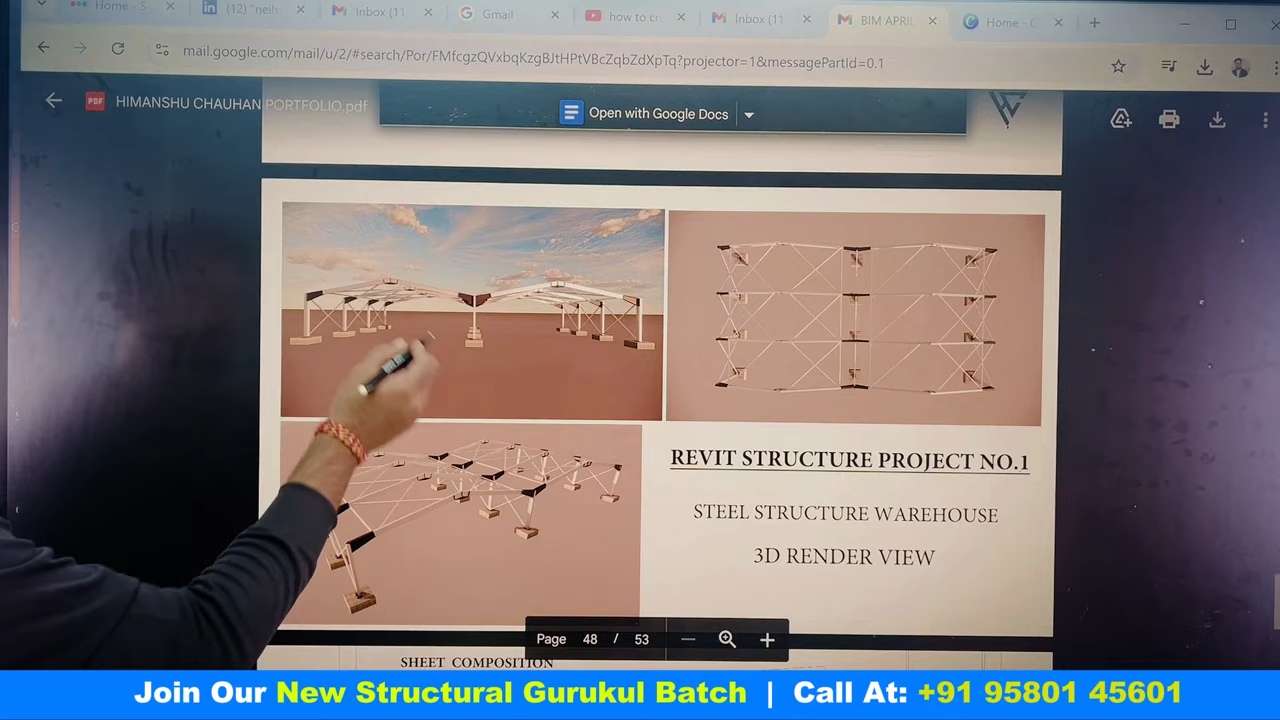 Home - S
(12) "neils
Inbox (11
Gmail
how to cr
Inbox (11
BIM APRIL
Home - C
mail.google.com/mail/u/2/#search/Por/FMfcgzQVxbqKzgBJtHPtVBcZqbZdXpTq?projector=1&messagePartId=0.1
PDF HIMANSHU CHAUHAN PORTFOLIO.pdf
Open with Google Docs
REVIT STRUCTURE PROJECT NO.1
STEEL STRUCTURE WAREHOUSE
3D RENDER VIEW
Page 48 / 53
SHEET COMPOSITION
Join Our New Structural Gurukul Batch | Call At: +91 95801 45601